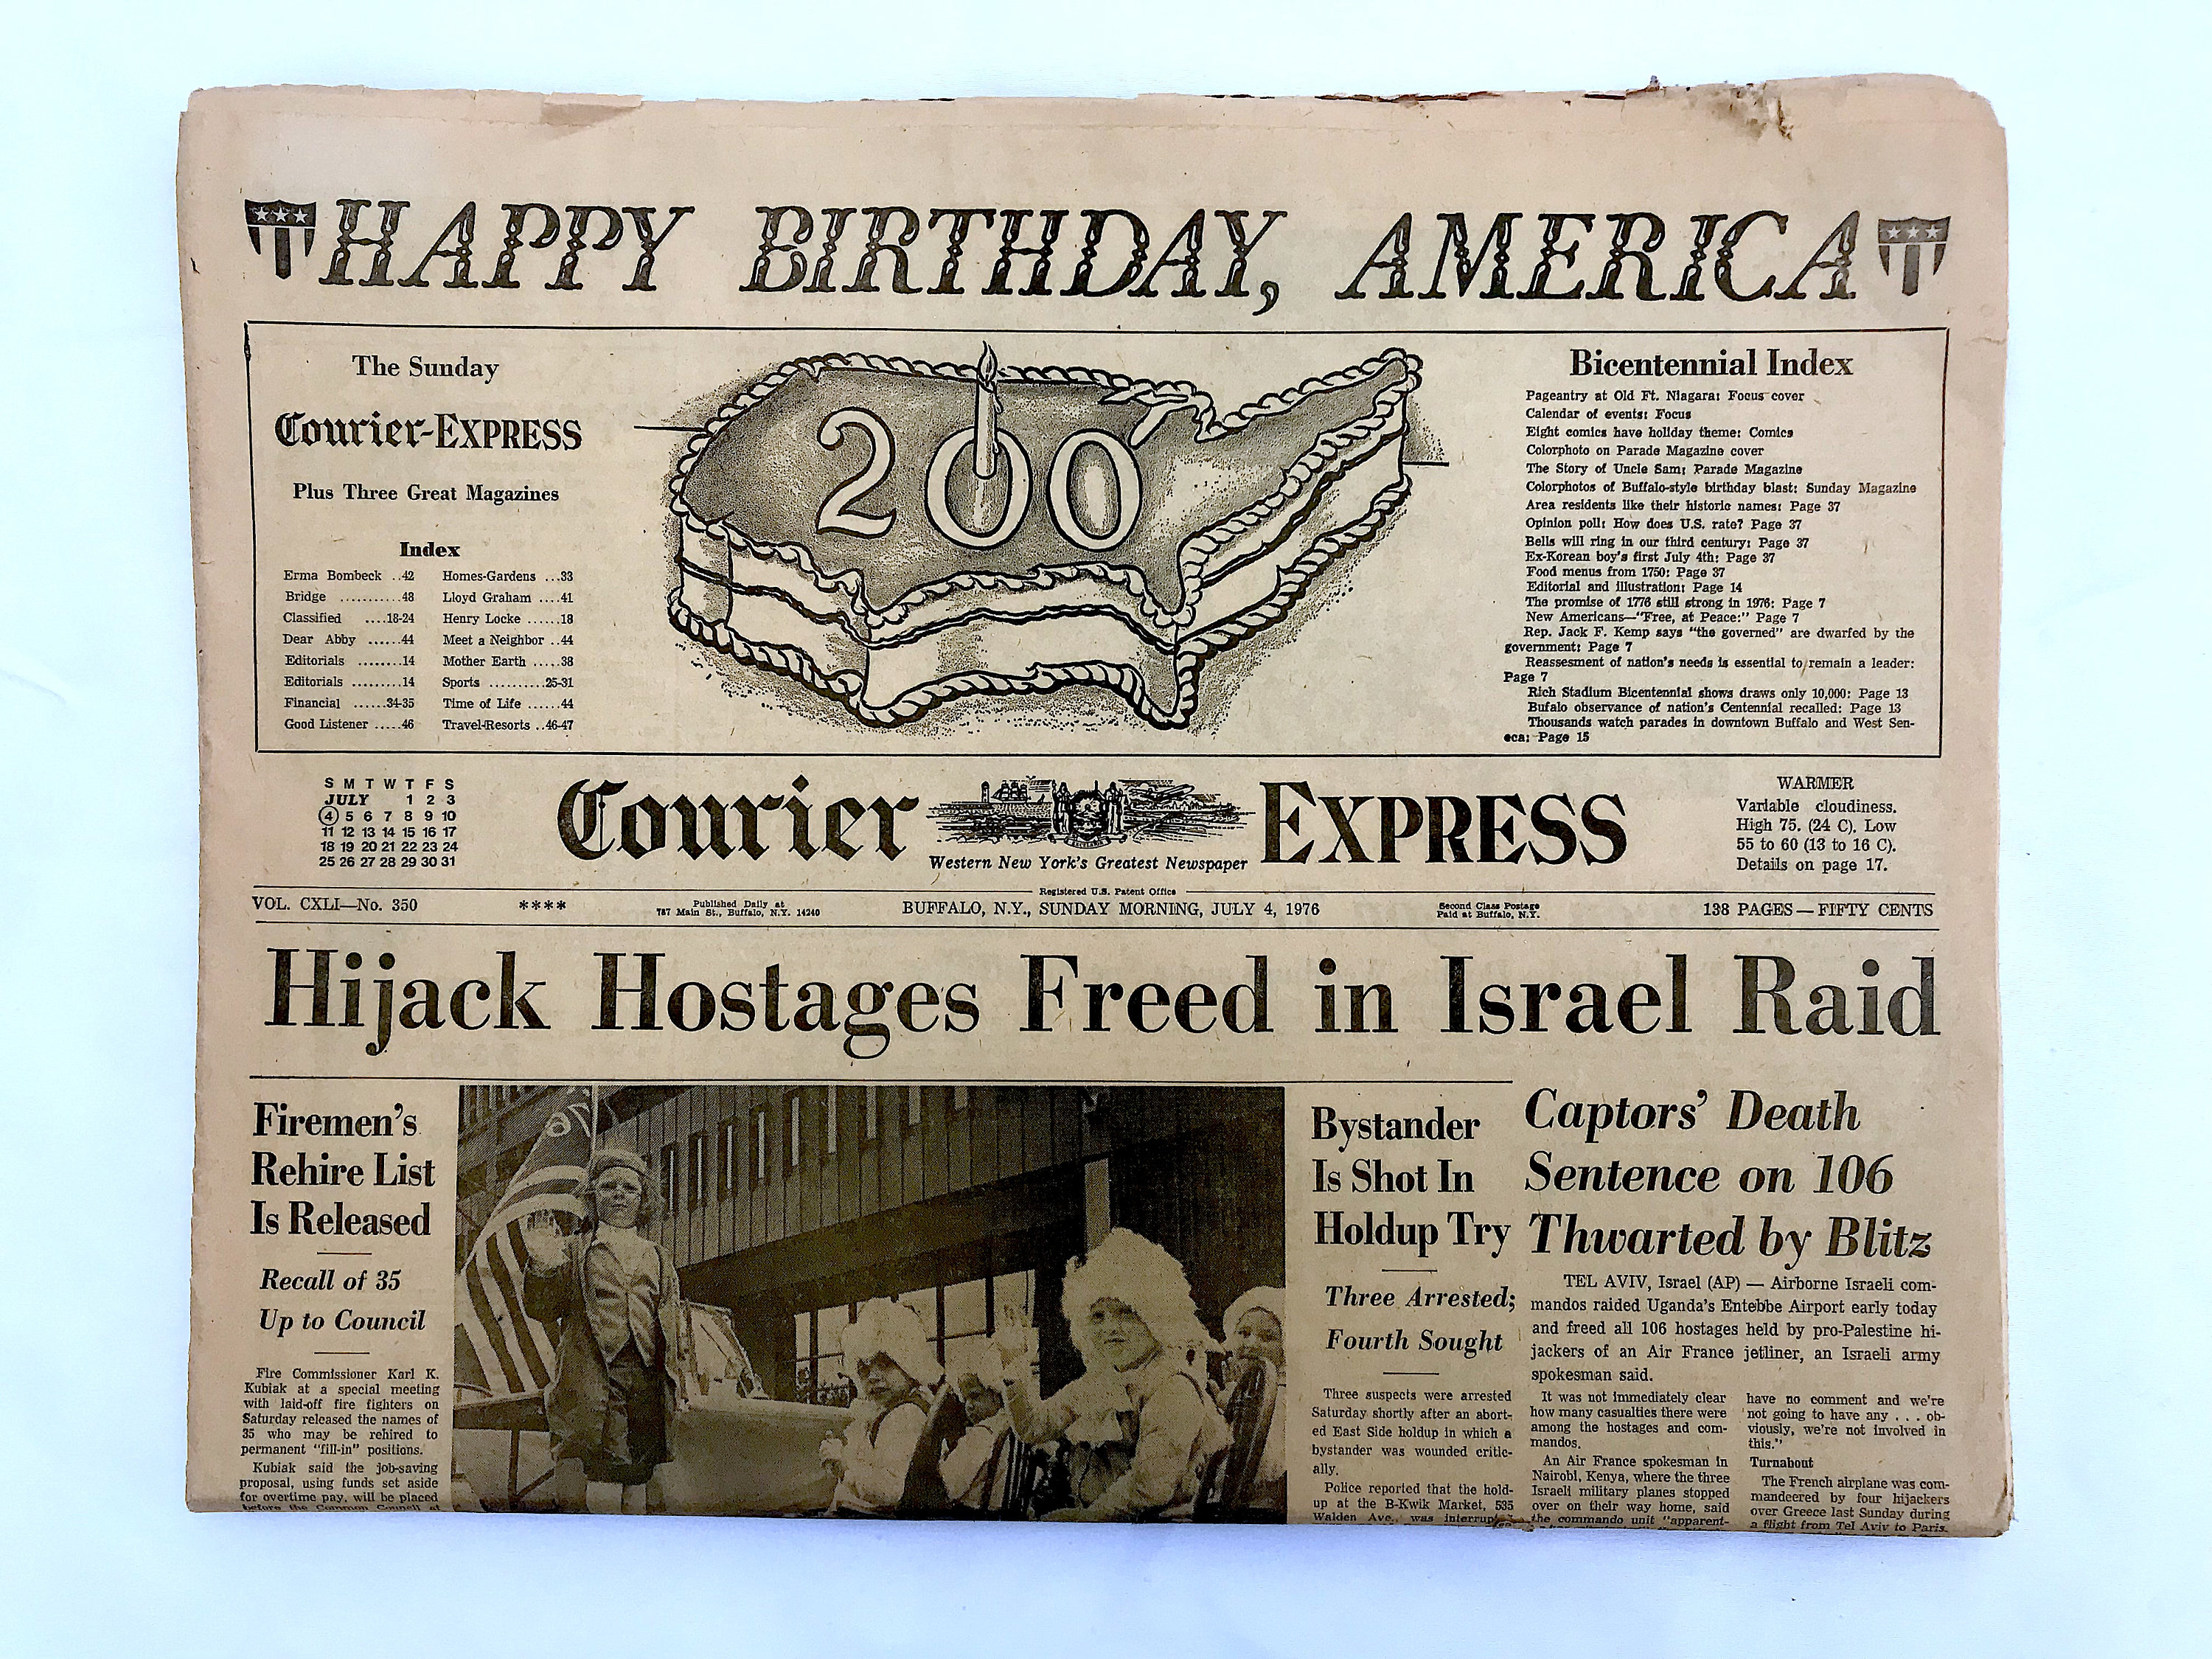 HAPPY BIRTHDAY, AMERICA
The Sunday
Courier-EXPRESS
Plus Three Great Magazines
Index
Erma Bombeck ..42
Bridge ...........48
Classified ....18-24
Dear Abby ......44
Editorials ........14
Editorials .........14
Financial ......34-35
Good Listener .....46
Homes-Gardens ...33
Lloyd Graham ....41
Henry Locke ......18
Meet a Neighbor ..44
Mother Earth .....38
Sports ..........25-31
Time of Life ......44
Travel-Resorts ..46-47
200
Bicentennial Index
Pageantry at Old Ft. Niagara: Focus cover
Calendar of events: Focus
Eight comics have holiday theme: Comics
Colorphoto on Parade Magazine cover
The Story of Uncle Sam: Parade Magazine
Colorphotos of Buffalo-style birthday blast: Sunday Magazine
Area residents like their historic names: Page 37
Opinion poll: How does U.S. rate? Page 37
Bells will ring in our third century: Page 37
Ex-Korean boy's first July 4th: Page 37
Food menus from 1750: Page 37
Editorial and illustration: Page 14
The promise of 1776 still strong in 1976: Page 7
New Americans—"Free, at Peace:" Page 7
Rep. Jack F. Kemp says "the governed" are dwarfed by the
government: Page 7
Reassesment of nation's needs is essential to remain a leader:
Page 7
Rich Stadium Bicentennial shows draws only 10,000: Page 13
Bufalo observance of nation's Centennial recalled: Page 13
Thousands watch parades in downtown Buffalo and West Sen-
eca: Page 15
S M T W T F S
JULY 1 2 3
4 5 6 7 8 9 10
11 12 13 14 15 16 17
18 19 20 21 22 23 24
25 26 27 28 29 30 31
Courier EXPRESS
Western New York's Greatest Newspaper
WARMER
Variable cloudiness.
High 75. (24 C). Low
55 to 60 (13 to 16 C).
Details on page 17.
Registered U.S. Patent Office
VOL. CXLI—No. 350
****
Published Daily at
787 Main St., Buffalo, N.Y. 14240
BUFFALO, N.Y., SUNDAY MORNING, JULY 4, 1976
Second Class Postage
Paid at Buffalo, N.Y.
138 PAGES — FIFTY CENTS
Hijack Hostages Freed in Israel Raid
Firemen's
Rehire List
Is Released
Recall of 35
Up to Council
Fire Commissioner Karl K.
Kubiak at a special meeting
with laid-off fire fighters on
Saturday released the names of
35 who may be rehired to
permanent "fill-in" positions.
Kubiak said the job-saving
proposal, using funds set aside
for overtime pay, will be placed
before the Common Council at
Bystander
Is Shot In
Holdup Try
Three Arrested;
Fourth Sought
Three suspects were arrested
Saturday shortly after an abort-
ed East Side holdup in which a
bystander was wounded critic-
ally.
Police reported that the hold-
up at the B-Kwik Market, 535
Walden Ave., was
Captors' Death
Sentence on 106
Thwarted by Blitz
TEL AVIV, Israel (AP) — Airborne Israeli com-
mandos raided Uganda's Entebbe Airport early today
and freed all 106 hostages held by pro-Palestine hi-
jackers of an Air France jetliner, an Israeli army
spokesman said.
It was not immediately clear
how many casualties there were
among the hostages and com-
mandos.
An Air France spokesman in
Nairobi, Kenya, where the three
Israeli military planes stopped
over on their way home, said
the commando unit "apparent-
have no comment and we're
not going to have any . . . ob-
viously, we're not involved in
this."
Turnabout
The French airplane was com-
mandeered by four hijackers
over Greece last Sunday during
a flight from Tel Aviv to Paris.